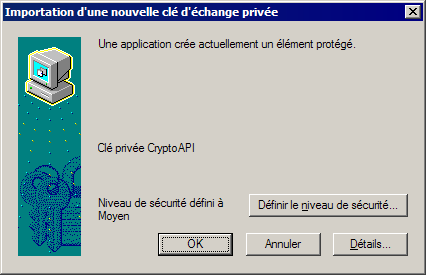 Importation d'une nouvelle clé d'échange privée
Une application crée actuellement un élément protégé.
Clé privée CryptoAPI
Niveau de sécurité défini à
Moyen
Définir le niveau de sécurité...
OK
Annuler
Détails...